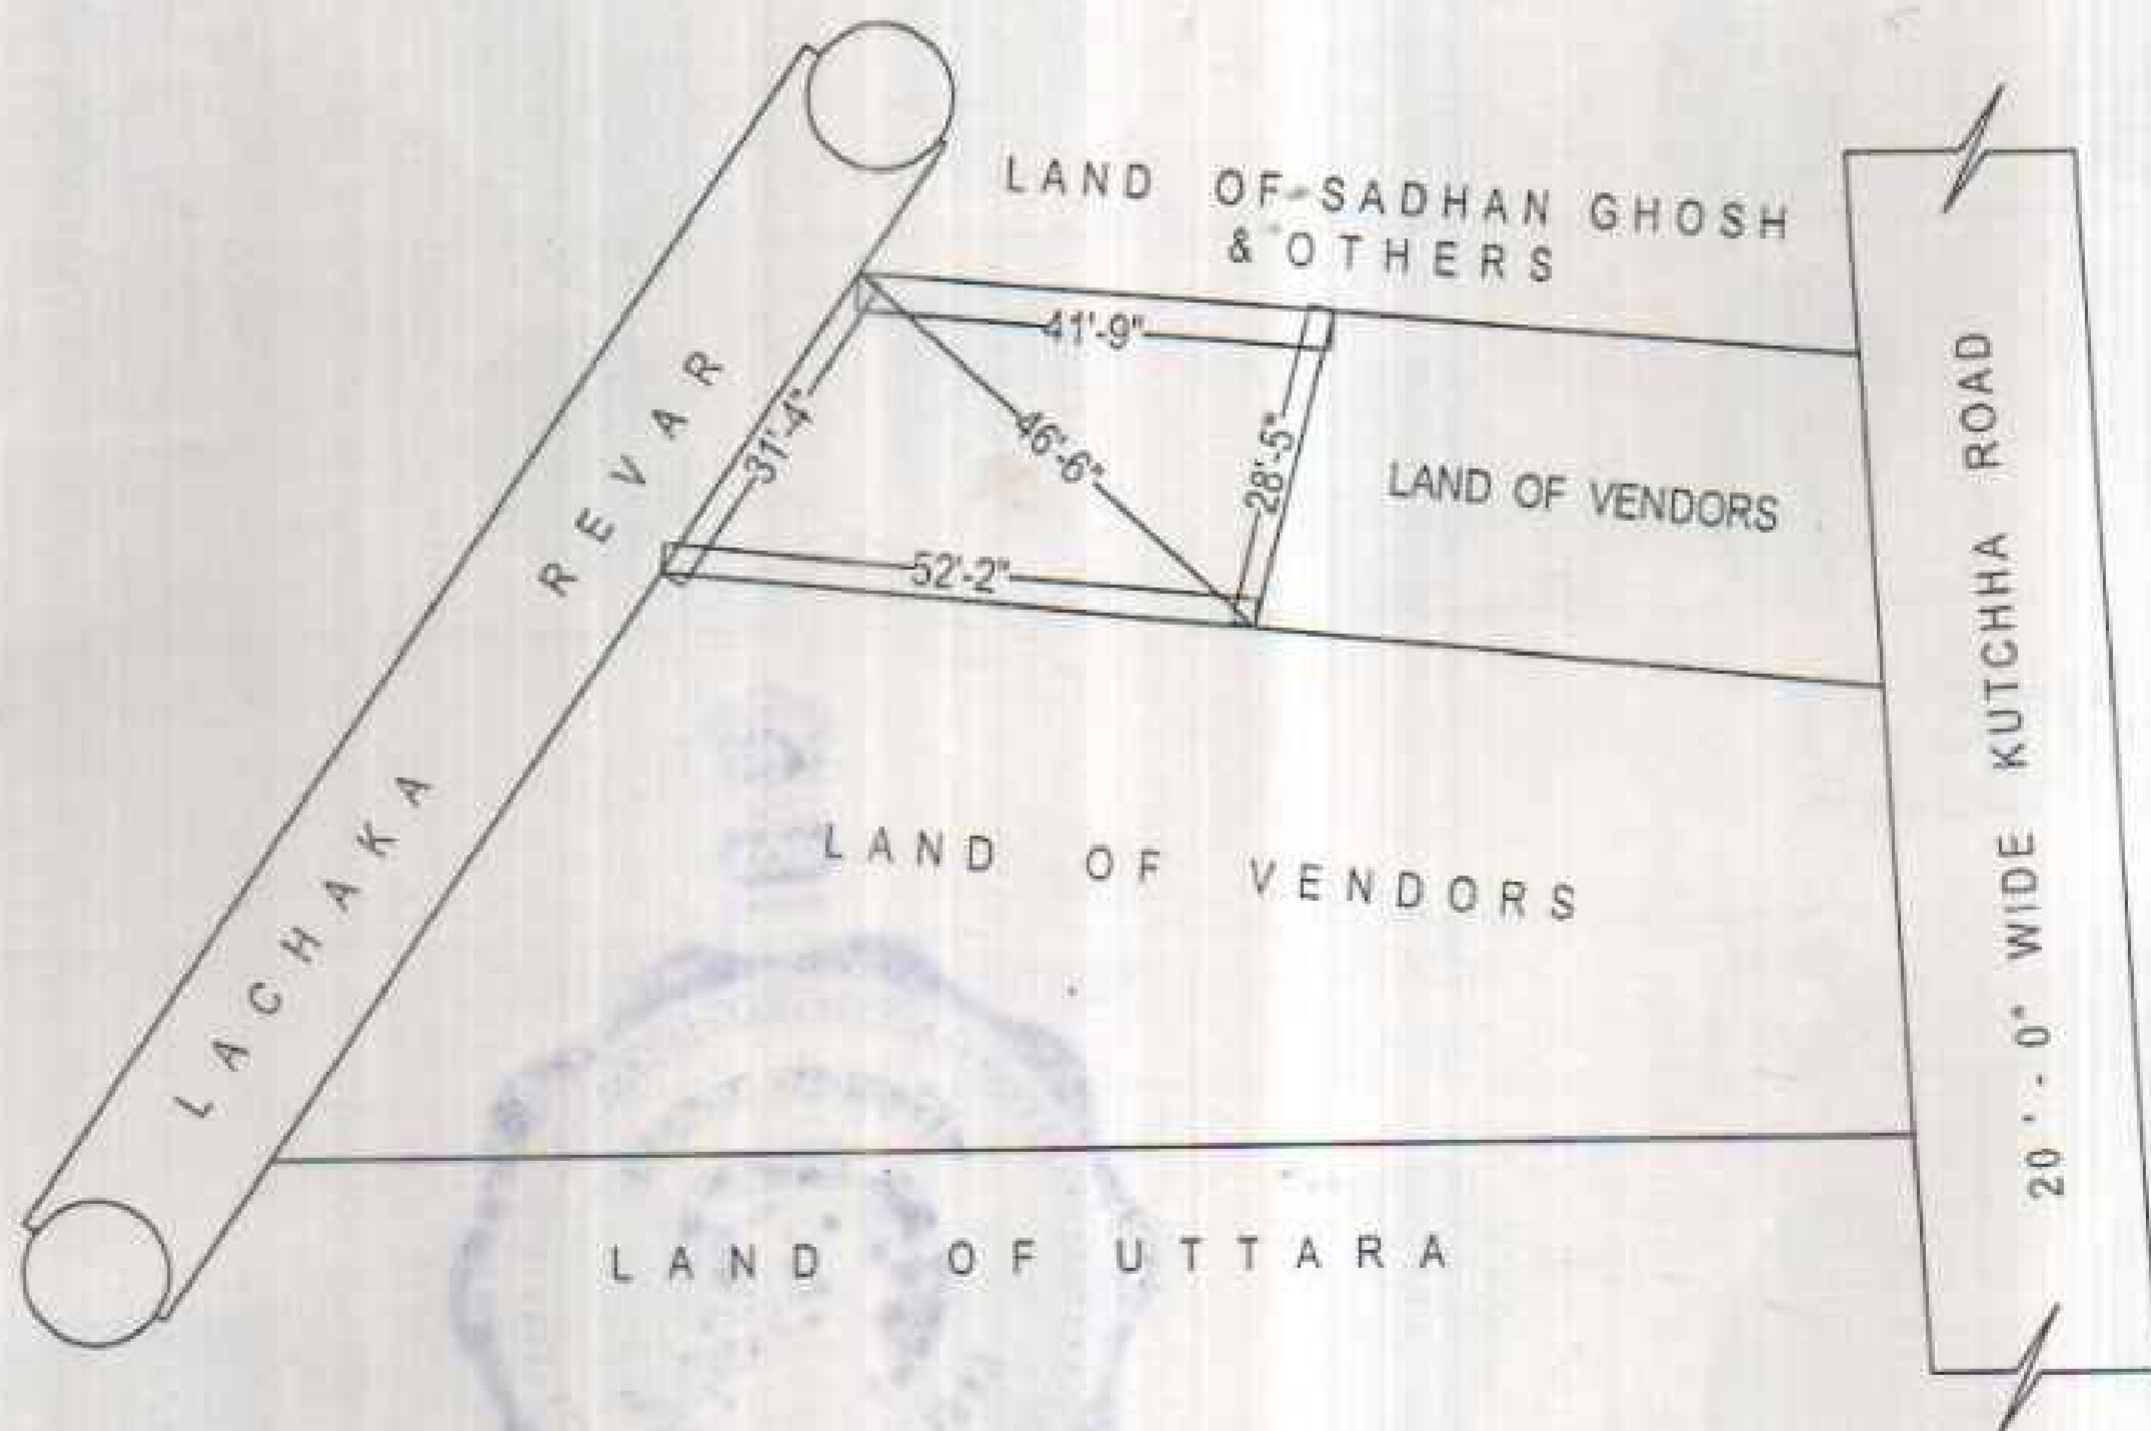 LAND OF SADHAN GHOSH
& OTHERS
41'-9"
31'-4"
46'-6"
28'-5"
52'-2"
LAND OF VENDORS
LACHAKA REVAR
20'-0" WIDE KUTCHHA ROAD
LAND OF VENDORS
LAND OF UTTARA